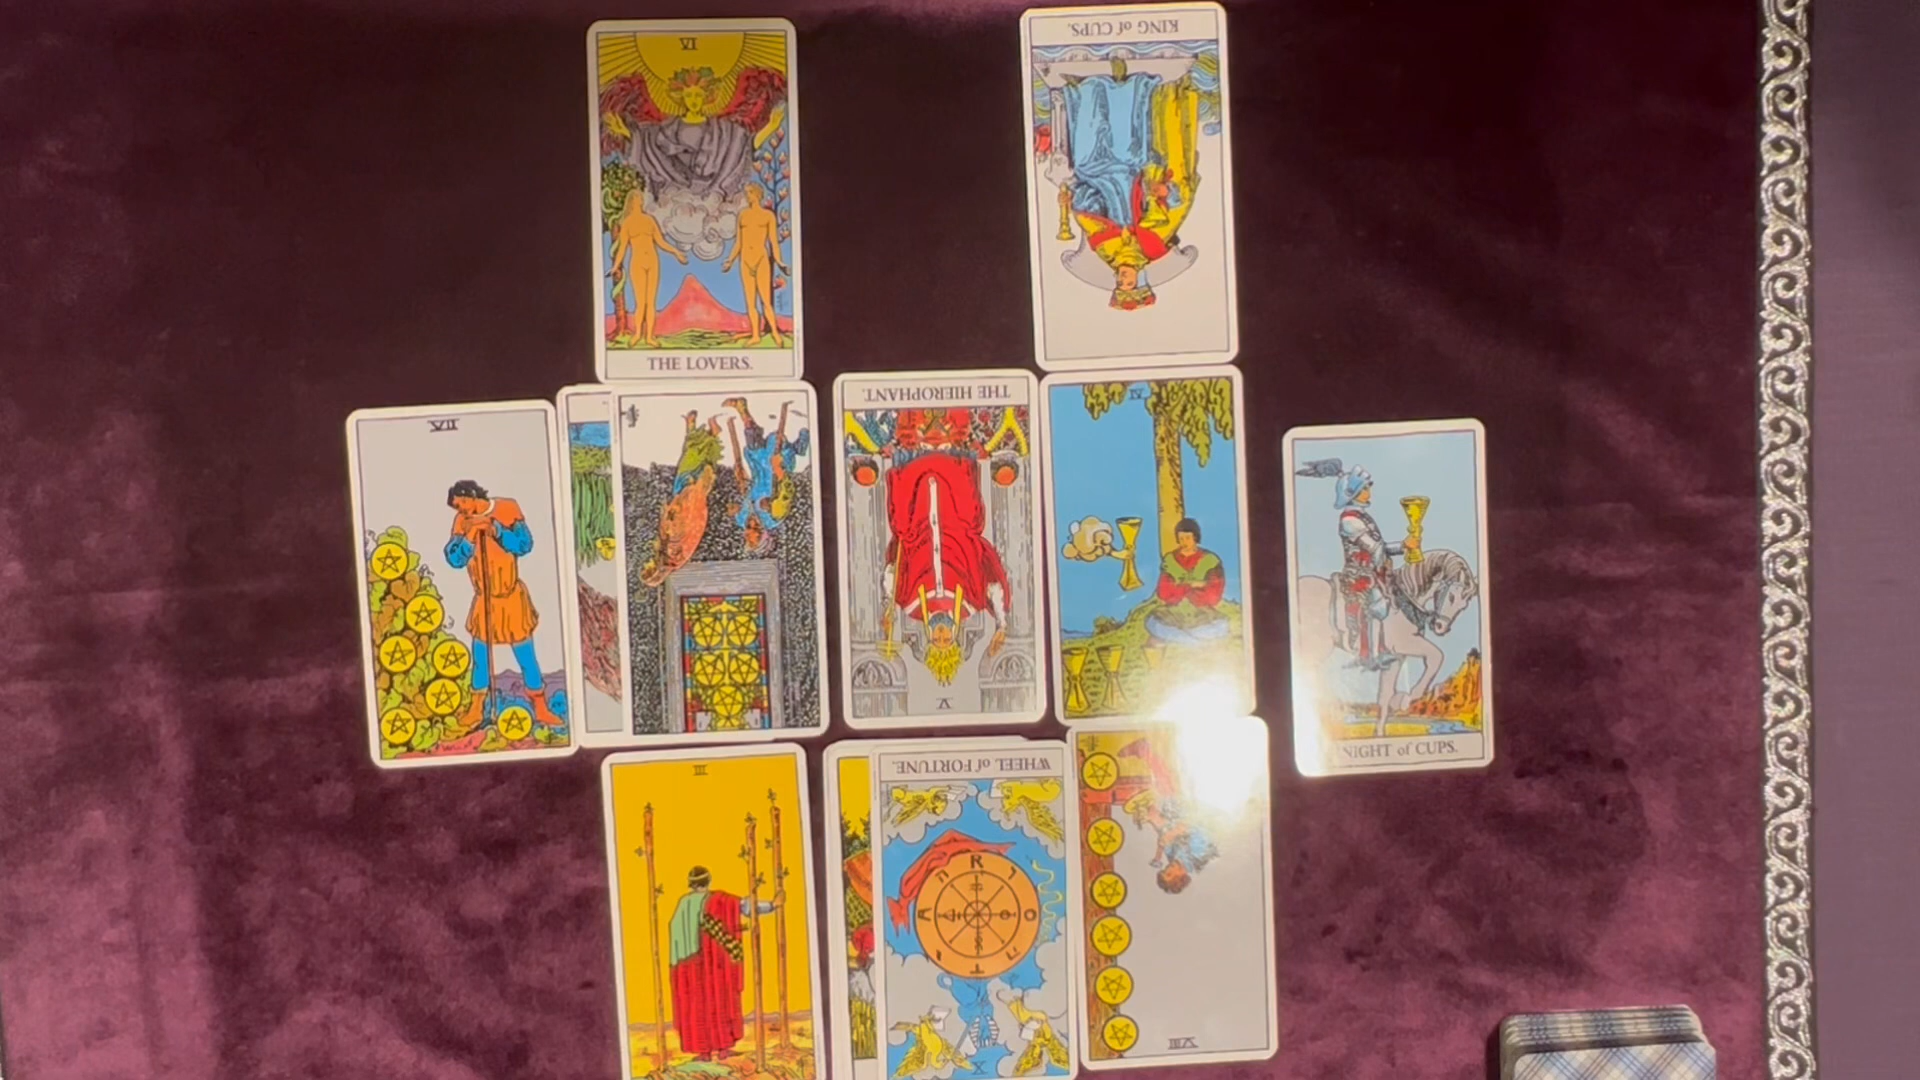 VI
THE LOVERS.
KING of CUPS.
VII
THE HIEROPHANT.
V
IV
NIGHT of CUPS.
III
WHEEL of FORTUNE.
X
VIII